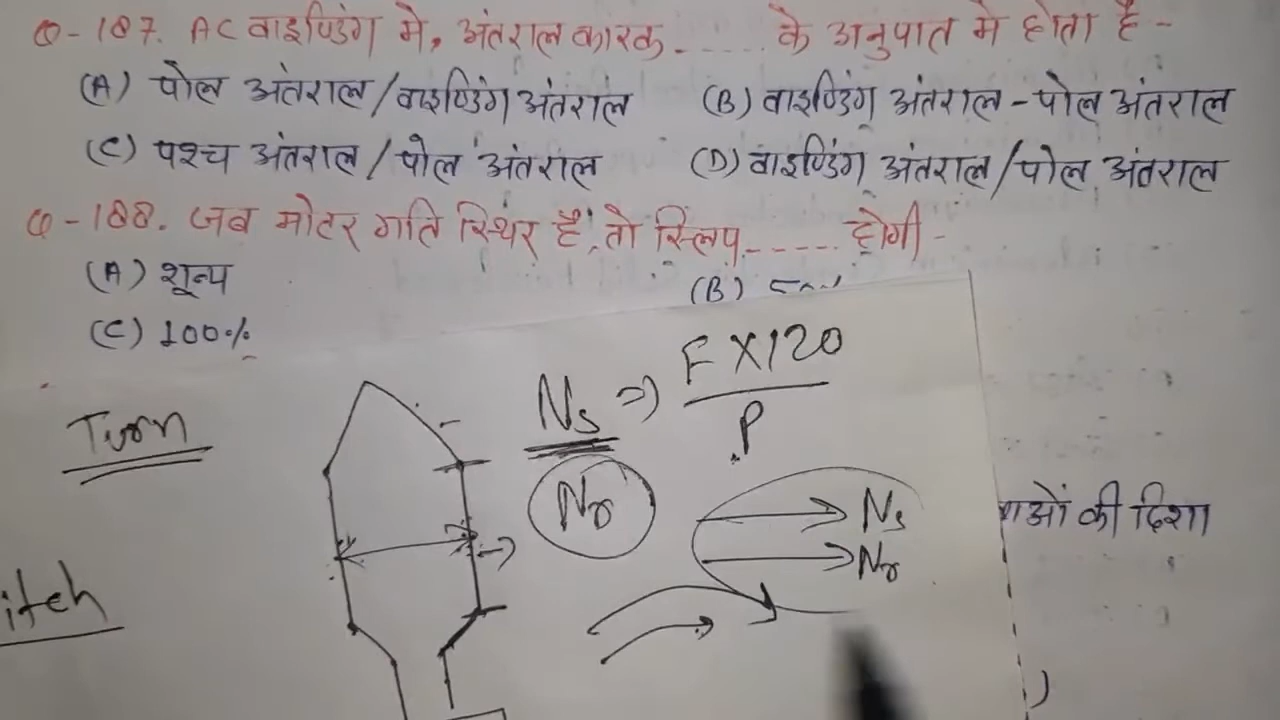 Q-187. AC वाइण्डिंग मे, अंतराल कारक ...... के अनुपात मे होता है -
(A) पोल अंतराल/वाइण्डिंग अंतराल (B) वाइण्डिंग अंतराल-पोल अंतराल
(C) पश्च अंतराल/पोल अंतराल (D) वाइण्डिंग अंतराल/पोल अंतराल
Q-188. जब मोटर गति स्थिर है, तो स्लिप ...... होगी -
(A) शून्य (B)
(C) 100%
F X 120
Ns ⇒
P
Turn
Nr
Ns
Nr
ओं की दिशा
itch